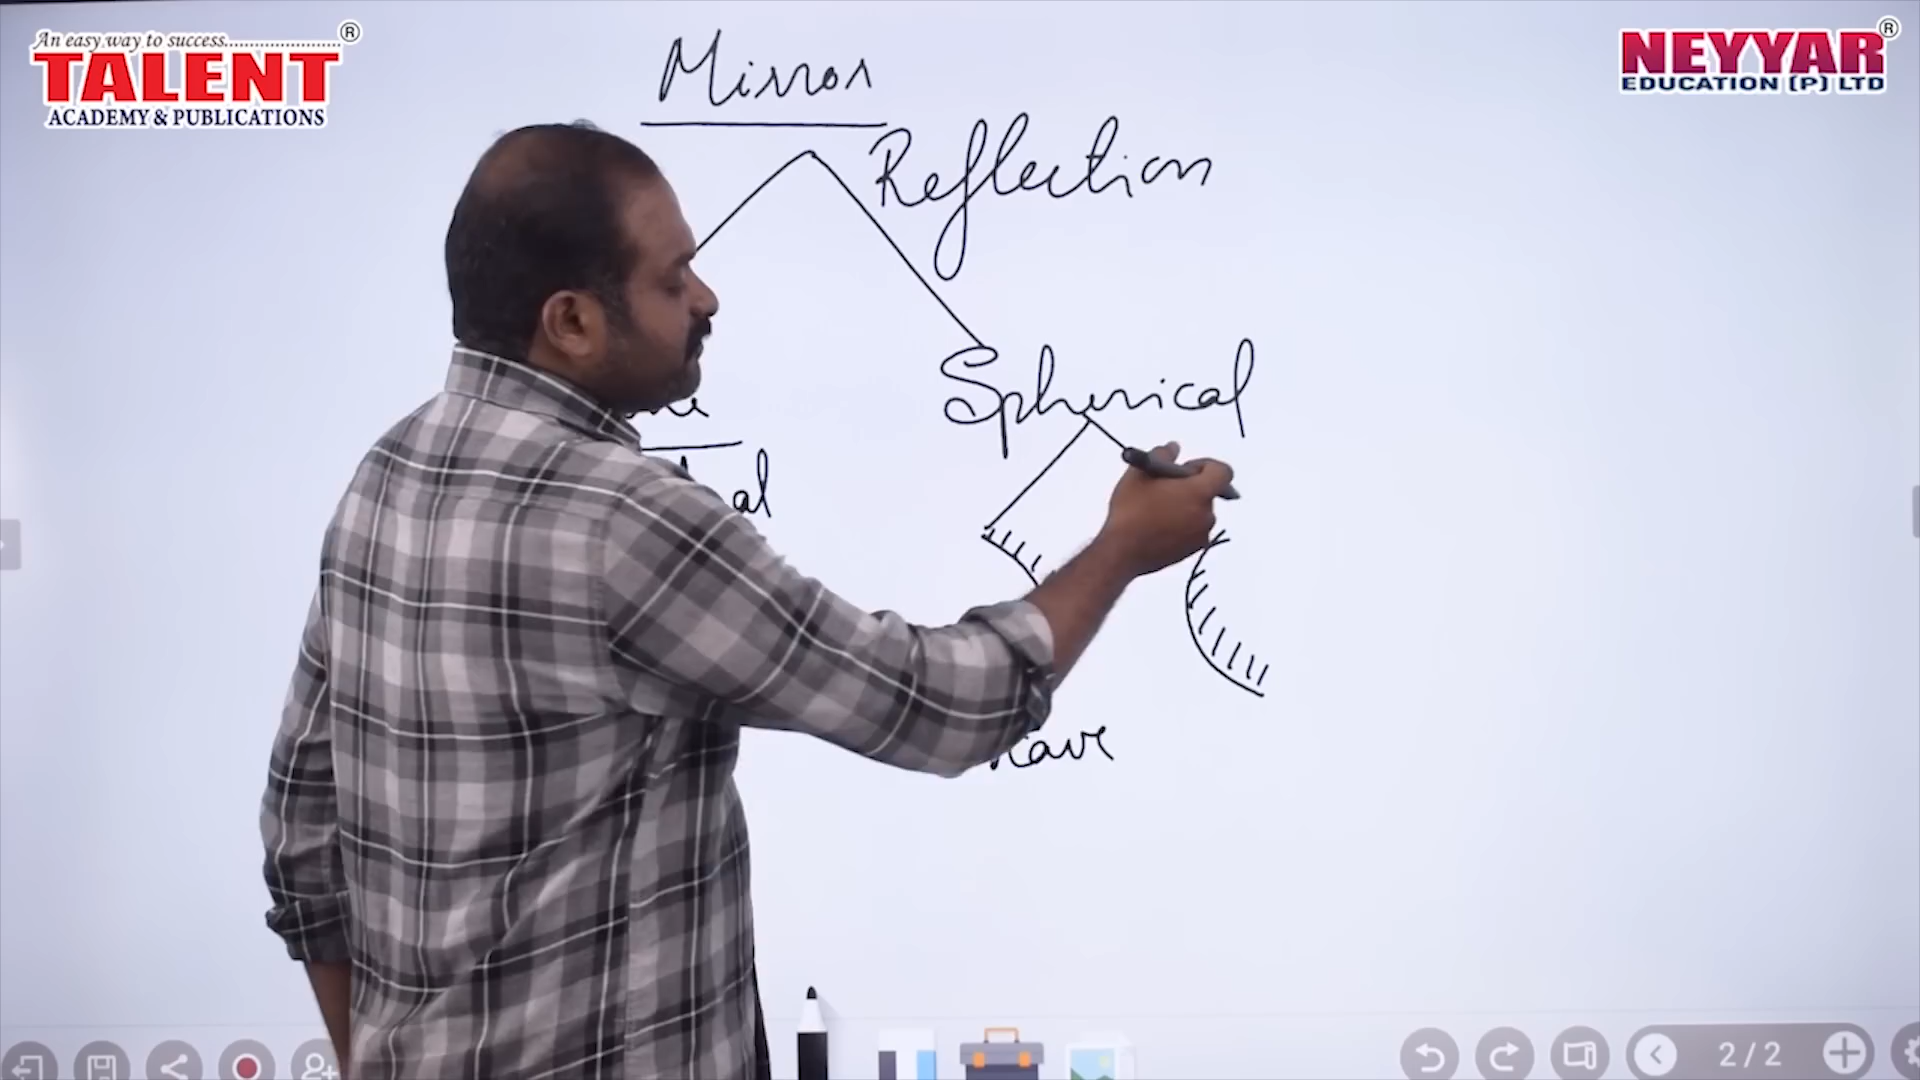 An easy way to success........................®
TALENT
ACADEMY & PUBLICATIONS
NEYYAR®
EDUCATION (P) LTD
Mirror
Reflection
Spherical
2/2